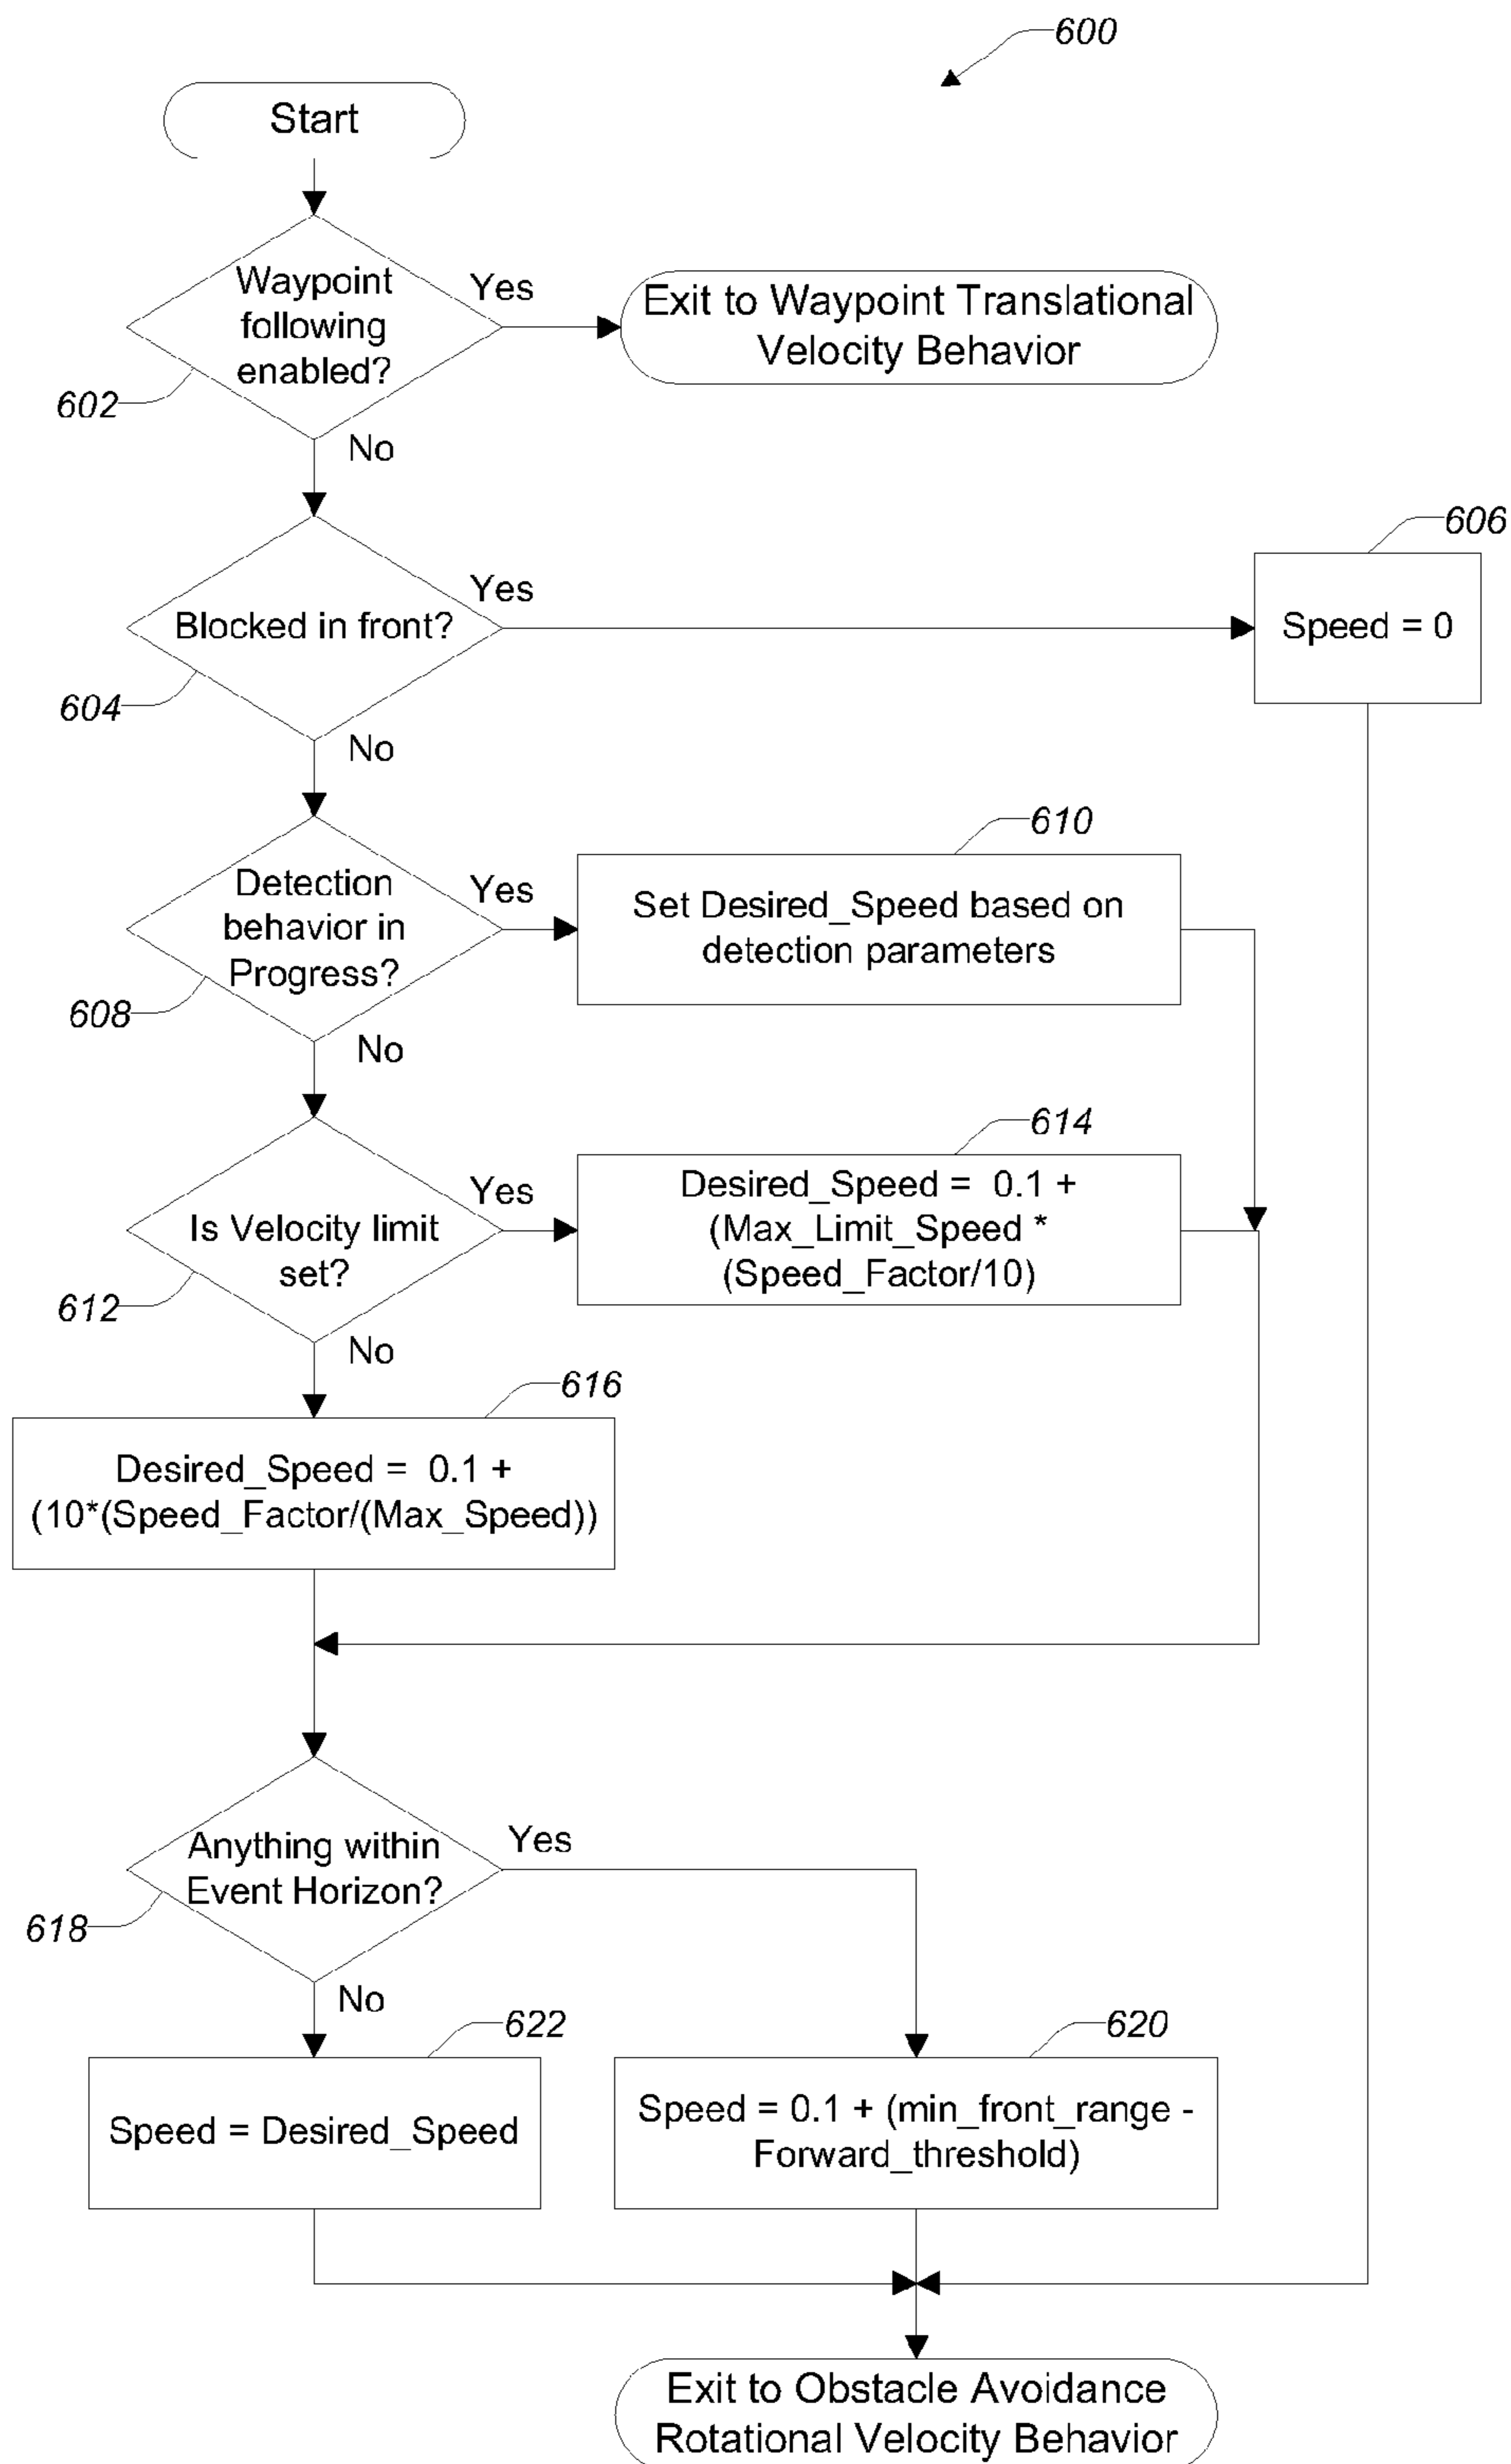 600
Start
Waypoint
following
enabled?
Yes
Exit to Waypoint Translational
Velocity Behavior
602
No
606
Blocked in front?
Yes
Speed = 0
604
No
610
Detection
behavior in
Progress?
Yes
Set Desired_Speed based on
detection parameters
608
No
614
Is Velocity limit
set?
Yes
Desired_Speed =  0.1 +
(Max_Limit_Speed *
(Speed_Factor/10)
612
No
616
Desired_Speed =  0.1 +
(10*(Speed_Factor/(Max_Speed))
Anything within
Event Horizon?
Yes
618
No
622
620
Speed = Desired_Speed
Speed = 0.1 + (min_front_range -
Forward_threshold)
Exit to Obstacle Avoidance
Rotational Velocity Behavior